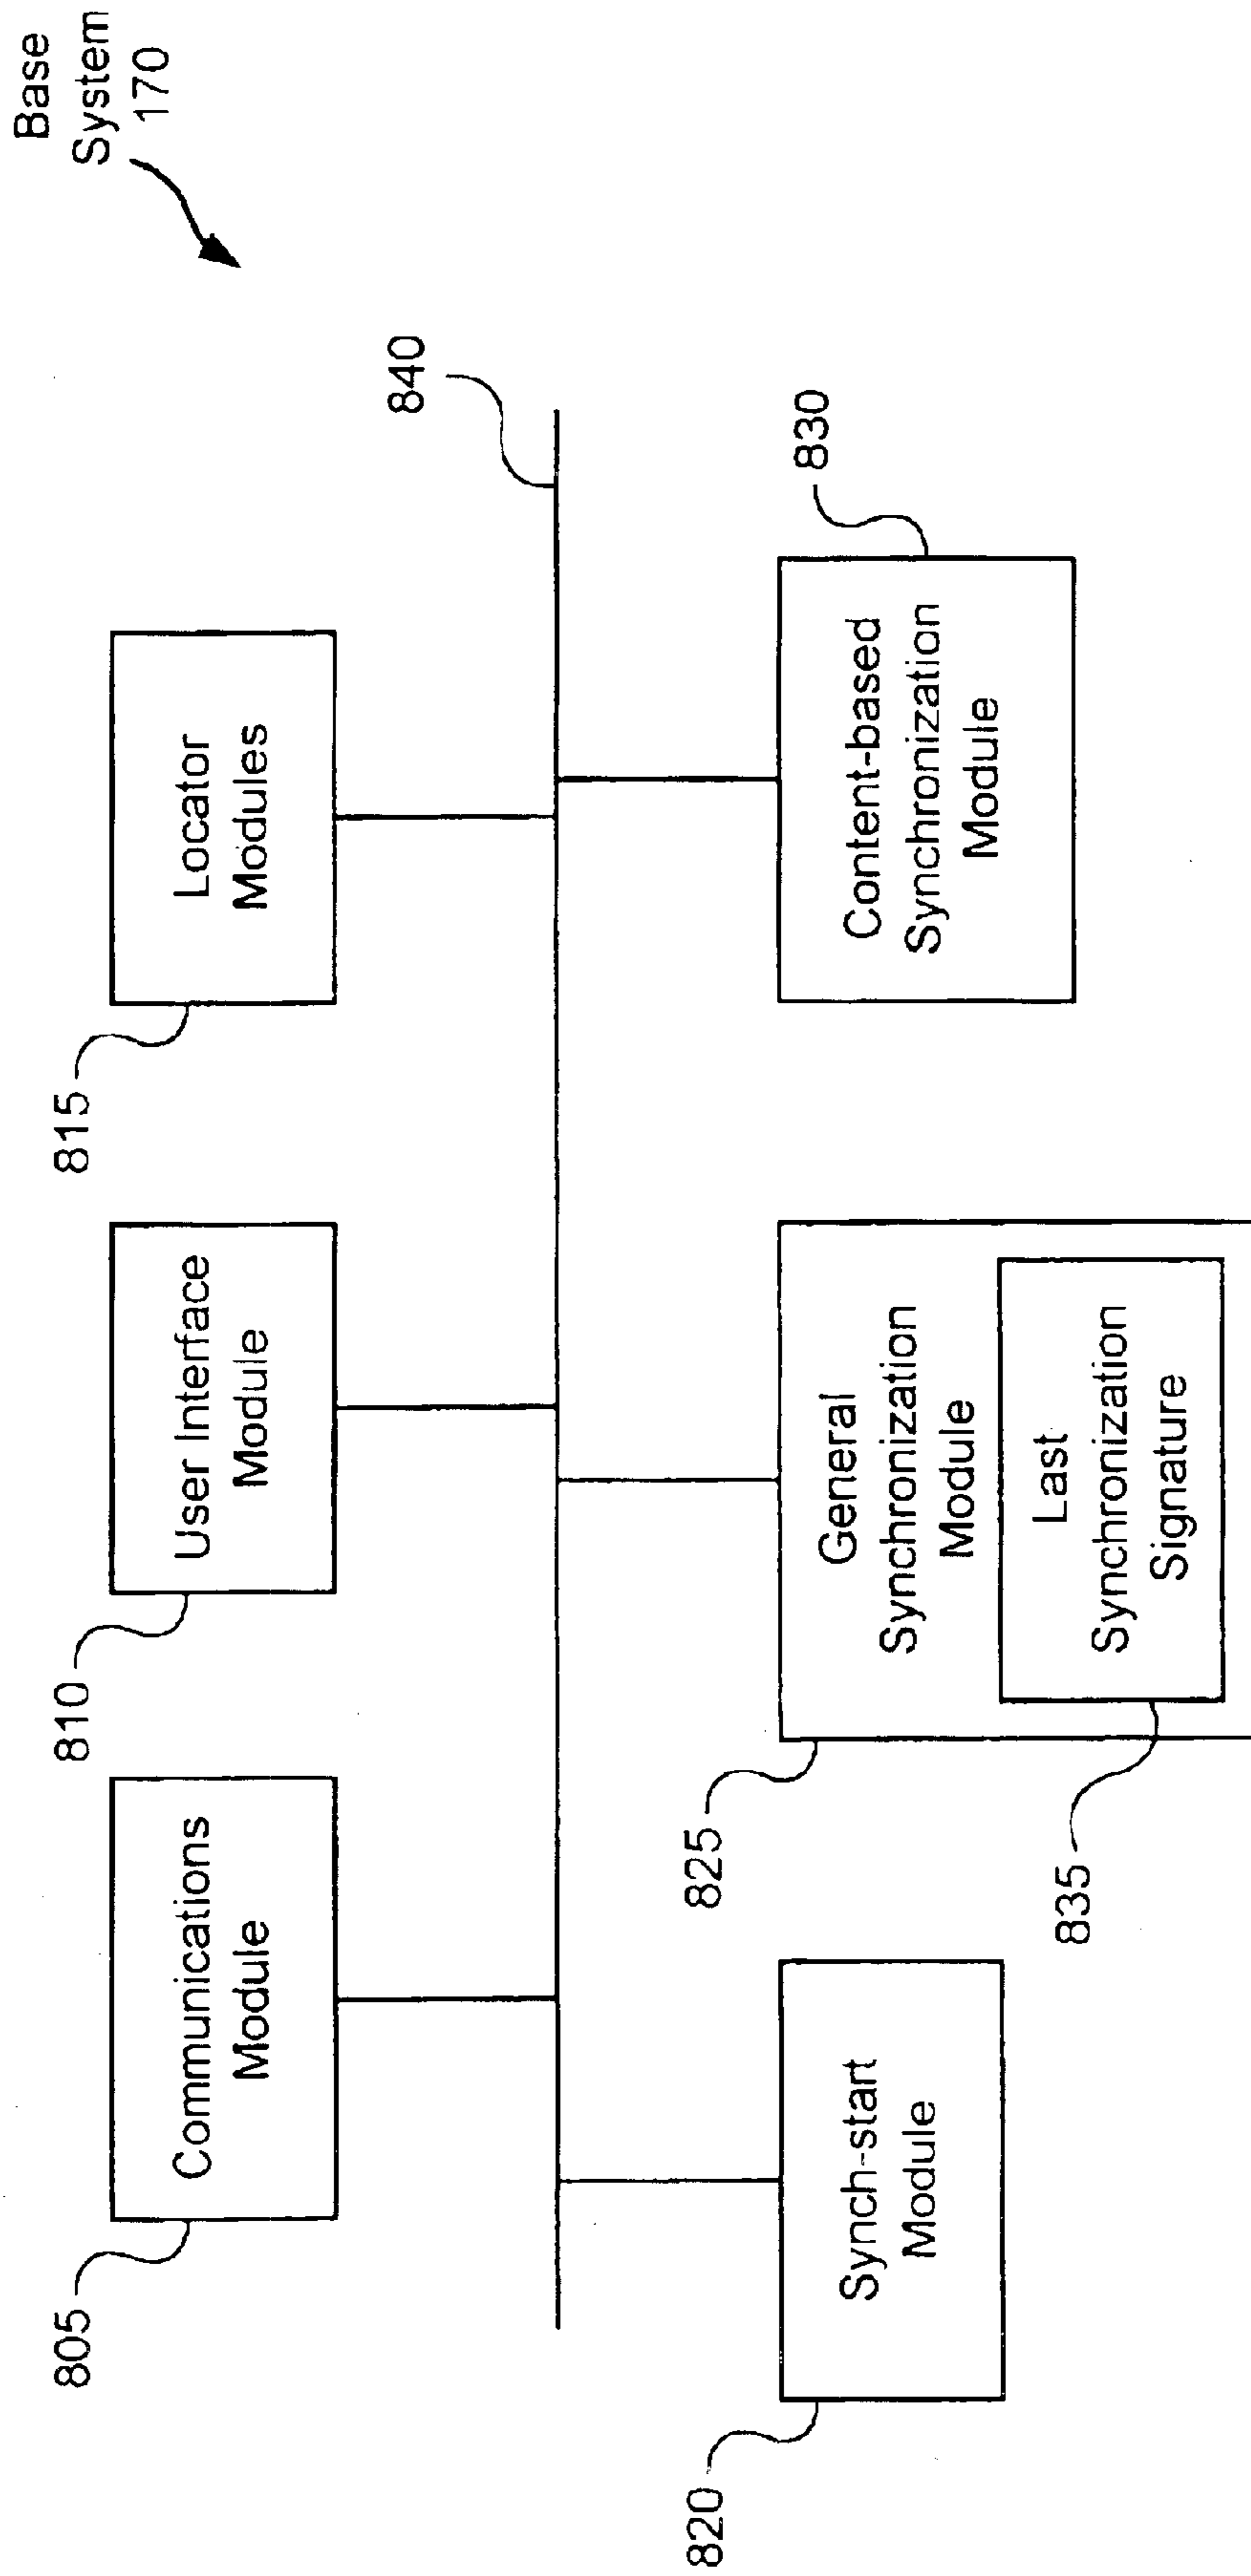 Base
System
170
805
Communications
Module
810
User Interface
Module
815
Locator
Modules
840
820
Synch-start
Module
825
General
Synchronization
Module
835
Last
Synchronization
Signature
830
Content-based
Synchronization
Module